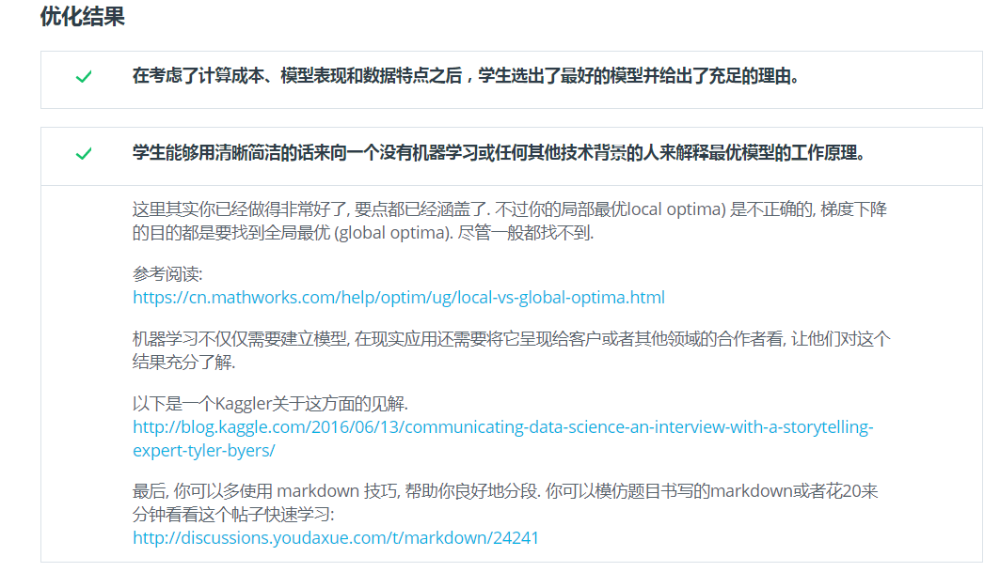 优化结果
在考虑了计算成本、模型表现和数据特点之后，学生选出了最好的模型并给出了充足的理由。
学生能够用清晰简洁的话来向一个没有机器学习或任何其他技术背景的人来解释最优模型的工作原理。
这里其实你已经做得非常好了, 要点都已经涵盖了. 不过你的局部最优local optima) 是不正确的, 梯度下降
的目的都是要找到全局最优 (global optima). 尽管一般都找不到.
参考阅读:
https://cn.mathworks.com/help/optim/ug/local-vs-global-optima.html
机器学习不仅仅需要建立模型, 在现实应用还需要将它呈现给客户或者其他领域的合作者看, 让他们对这个
结果充分了解.
以下是一个Kaggler关于这方面的见解.
http://blog.kaggle.com/2016/06/13/communicating-data-science-an-interview-with-a-storytelling-
expert-tyler-byers/
最后, 你可以多使用 markdown 技巧, 帮助你良好地分段. 你可以模仿题目书写的markdown或者花20来
分钟看看这个帖子快速学习:
http://discussions.youdaxue.com/t/markdown/24241